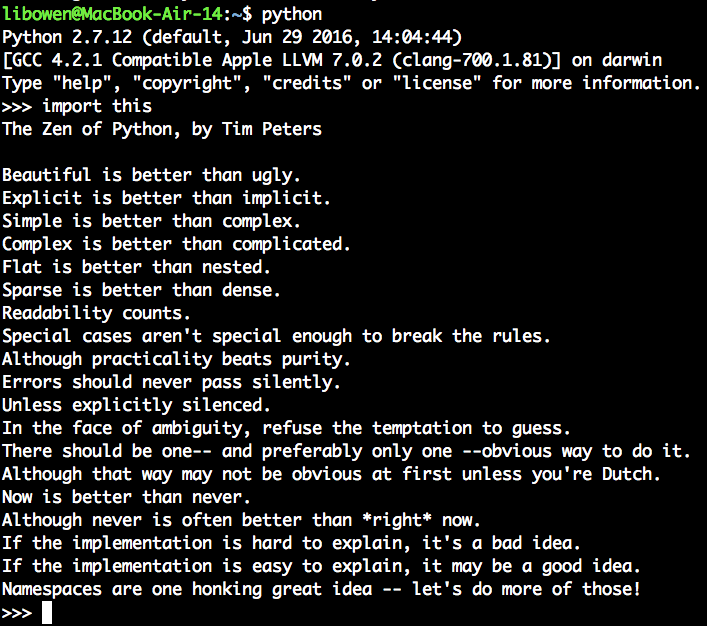 libowen@MacBook-Air-14:~$ python
Python 2.7.12 (default, Jun 29 2016, 14:04:44)
[GCC 4.2.1 Compatible Apple LLVM 7.0.2 (clang-700.1.81)] on darwin
Type "help", "copyright", "credits" or "license" for more information.
>>> import this
The Zen of Python, by Tim Peters

Beautiful is better than ugly.
Explicit is better than implicit.
Simple is better than complex.
Complex is better than complicated.
Flat is better than nested.
Sparse is better than dense.
Readability counts.
Special cases aren't special enough to break the rules.
Although practicality beats purity.
Errors should never pass silently.
Unless explicitly silenced.
In the face of ambiguity, refuse the temptation to guess.
There should be one-- and preferably only one --obvious way to do it.
Although that way may not be obvious at first unless you're Dutch.
Now is better than never.
Although never is often better than *right* now.
If the implementation is hard to explain, it's a bad idea.
If the implementation is easy to explain, it may be a good idea.
Namespaces are one honking great idea -- let's do more of those!
>>>